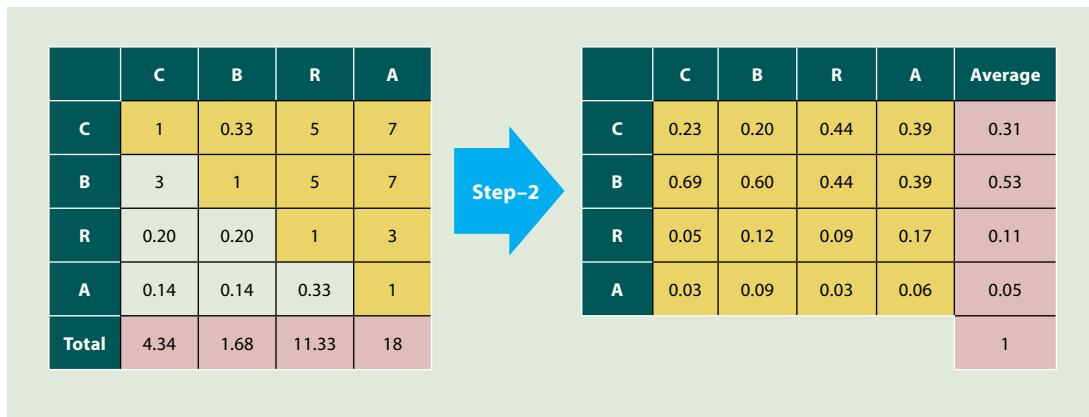 C B R A
C 1 0.33 5 7
B 3 1 5 7
R 0.20 0.20 1 3
A 0.14 0.14 0.33 1
Total 4.34 1.68 11.33 18
Step–2
C B R A Average
C 0.23 0.20 0.44 0.39 0.31
B 0.69 0.60 0.44 0.39 0.53
R 0.05 0.12 0.09 0.17 0.11
A 0.03 0.09 0.03 0.06 0.05
1